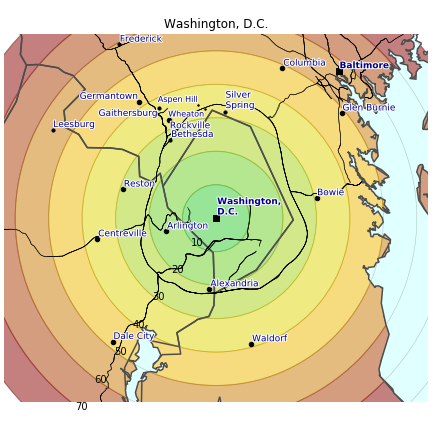 Washington, D.C.
Frederick
Columbia
Baltimore
Germantown
Aspen Hill
Silver
Spring
Gaithersburg
Wheaton
Glen Burnie
Leesburg
Rockville
Bethesda
Reston
Bowie
Washington,
D.C.
Arlington
Centreville
10
20
Alexandria
30
40
Dale City
Waldorf
50
60
70